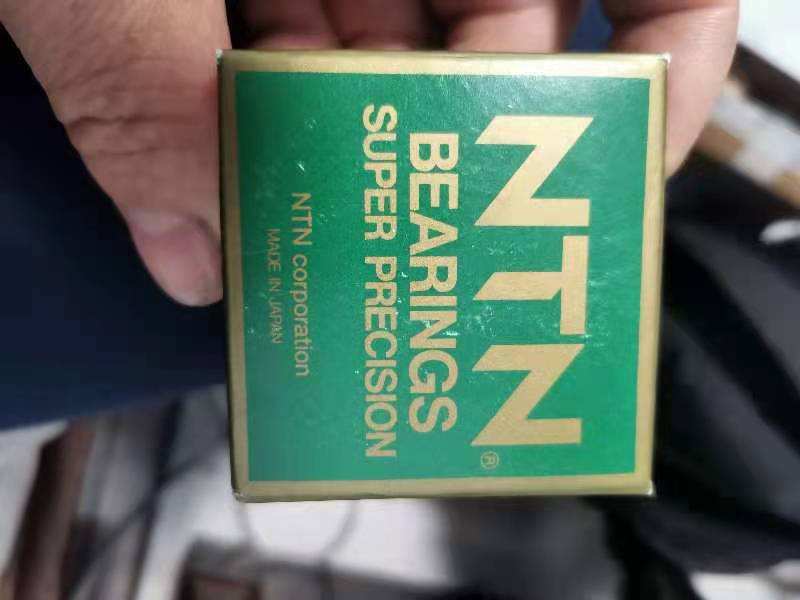 NTN®
BEARINGS
SUPER PRECISION
NTN corporation
MADE IN JAPAN